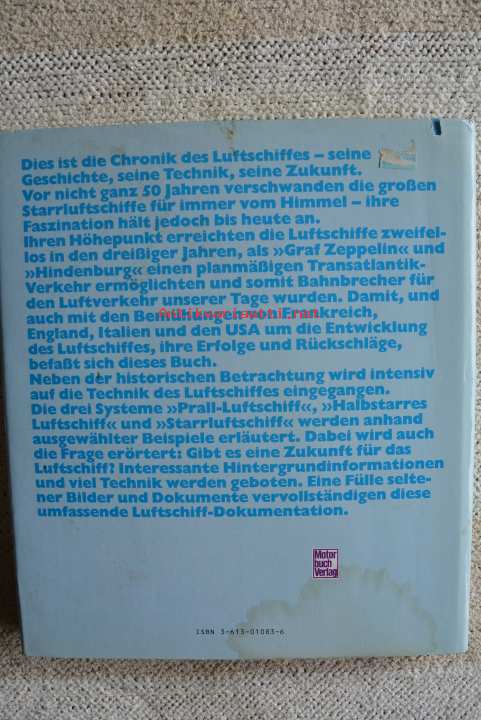 Dies ist die Chronik des Luftschiffes – seine
Geschichte, seine Technik, seine Zukunft.
Vor nicht ganz 50 Jahren verschwanden die großen
Starrluftschiffe für immer vom Himmel – ihre
Faszination hält jedoch bis heute an.
Ihren Höhepunkt erreichten die Luftschiffe zweifel-
los in den dreißiger Jahren, als »Graf Zeppelin« und
»Hindenburg« einen planmäßigen Transatlantik-
Verkehr ermöglichten und somit Bahnbrecher für
den Luftverkehr unserer Tage wurden. Damit, und
auch mit den Bemühungen von Frankreich,
England, Italien und den USA um die Entwicklung
des Luftschiffes, ihre Erfolge und Rückschläge,
befaßt sich dieses Buch.
Neben der historischen Betrachtung wird intensiv
auf die Technik des Luftschiffes eingegangen.
Die drei Systeme »Prall-Luftschiff«, »Halbstarres
Luftschiff« und »Starrluftschiff« werden anhand
ausgewählter Beispiele erläutert. Dabei wird auch
die Frage erörtert: Gibt es eine Zukunft für das
Luftschiff? Interessante Hintergrundinformationen
und viel Technik werden geboten. Eine Fülle selte-
ner Bilder und Dokumente vervollständigen diese
umfassende Luftschiff-Dokumentation.
Motor
buch
Verlag
ISBN 3-613-01083-6